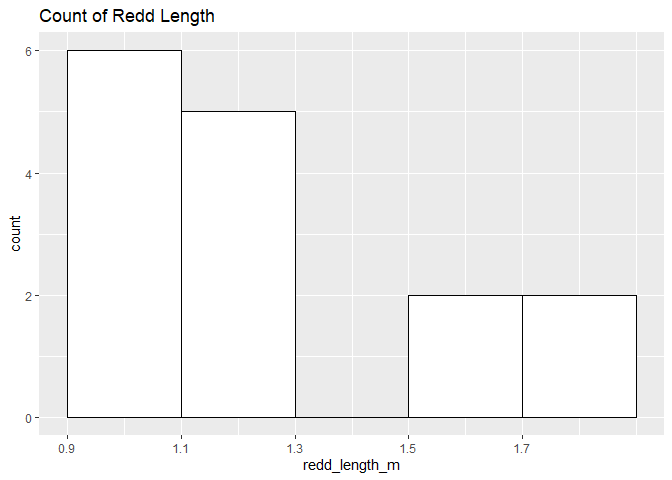 Count of Redd Length
6
4
2
0
count
0.9 1.1 1.3 1.5 1.7
redd_length_m